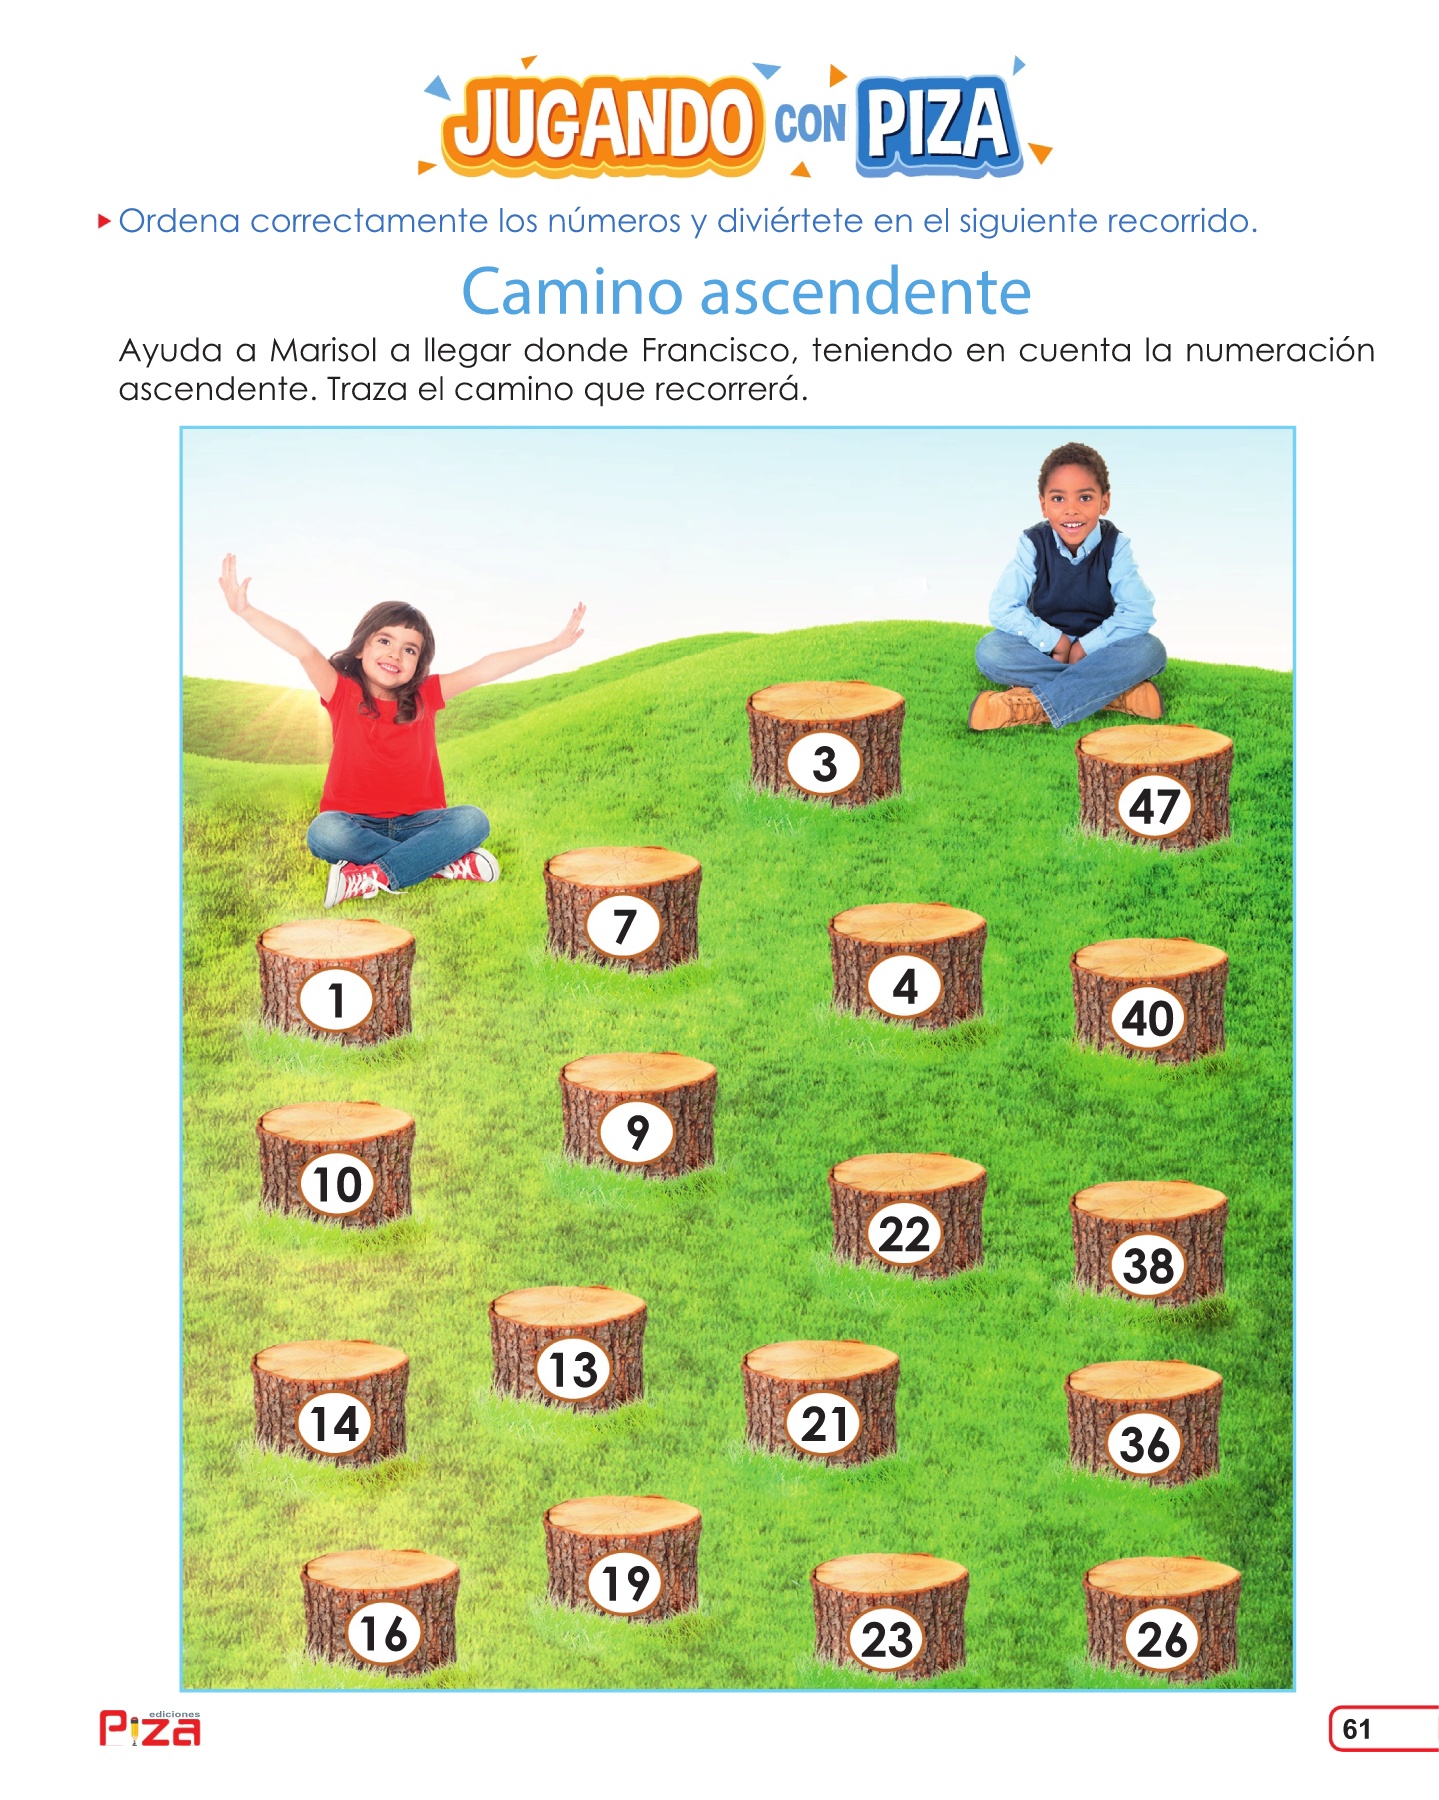 JUGANDO CON PIZA
Ordena correctamente los números y diviértete en el siguiente recorrido.
Camino ascendente
Ayuda a Marisol a llegar donde Francisco, teniendo en cuenta la numeración
ascendente. Traza el camino que recorrerá.
3
47
7
4
40
1
9
10
22
38
13
14
21
36
19
16
23
26
ediciones
Piza
61